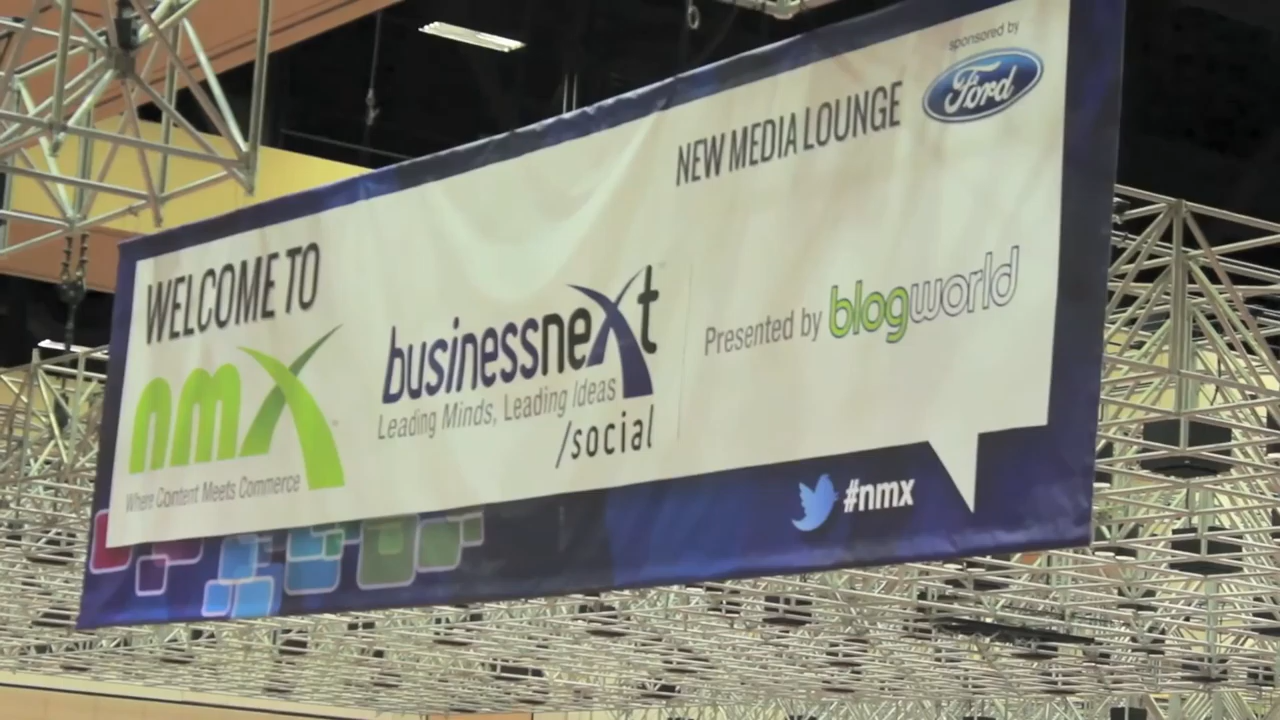 WELCOME TO
nmx
Where Content Meets Commerce
businessnext
Leading Minds, Leading Ideas
/social
NEW MEDIA LOUNGE
sponsored by
Ford
Presented by blogworld
#nmx